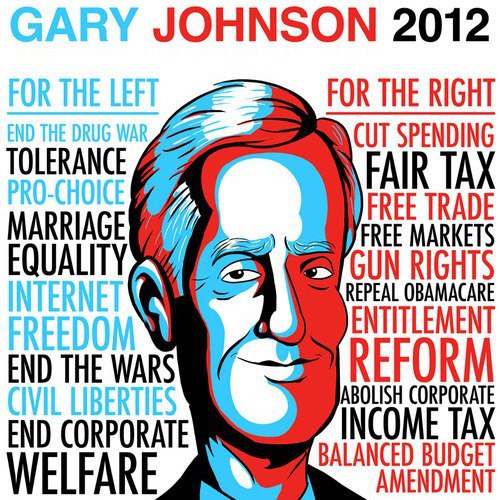 GARY JOHNSON 2012
FOR THE LEFT
END THE DRUG WAR
TOLERANCE
PRO-CHOICE
MARRIAGE
EQUALITY
INTERNET
FREEDOM
END THE WARS
CIVIL LIBERTIES
END CORPORATE
WELFARE
FOR THE RIGHT
CUT SPENDING
FAIR TAX
FREE TRADE
FREE MARKETS
GUN RIGHTS
REPEAL OBAMACARE
ENTITLEMENT
REFORM
ABOLISH CORPORATE
INCOME TAX
BALANCED BUDGET
AMENDMENT